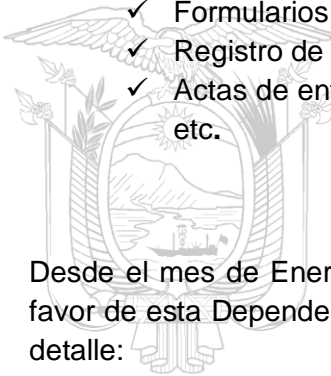 ✓ Formularios
✓ Registro de
✓ Actas de en
etc.
Desde el mes de Ener
favor de esta Depende
detalle: